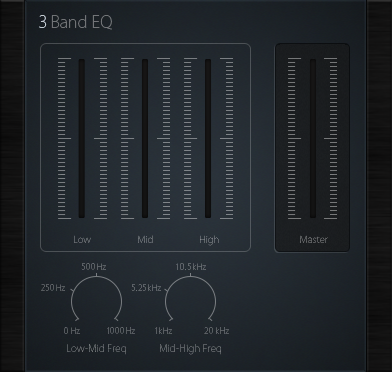 3 Band EQ
Low Mid High Master
500 Hz 10.5 kHz
250 Hz 5.25 kHz
0 Hz 1000 Hz 1kHz 20 kHz
Low-Mid Freq Mid-High Freq